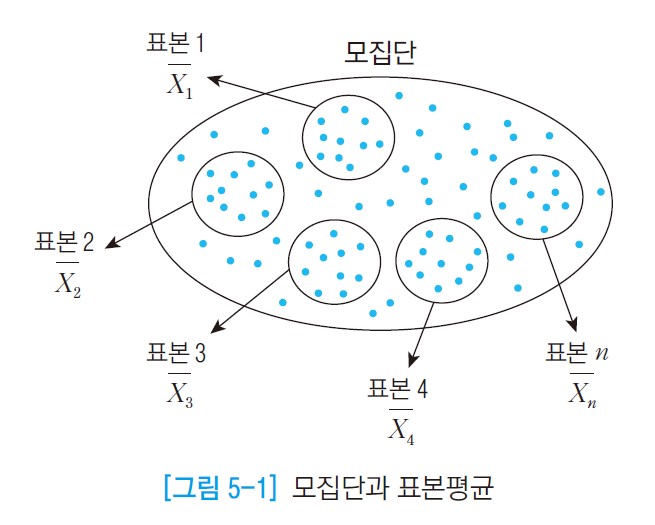 표본 1
X̅₁
모집단
표본 2
X̅₂
표본 3
X̅₃
표본 4
X̅₄
표본 n
X̅ₙ
[그림 5-1] 모집단과 표본평균